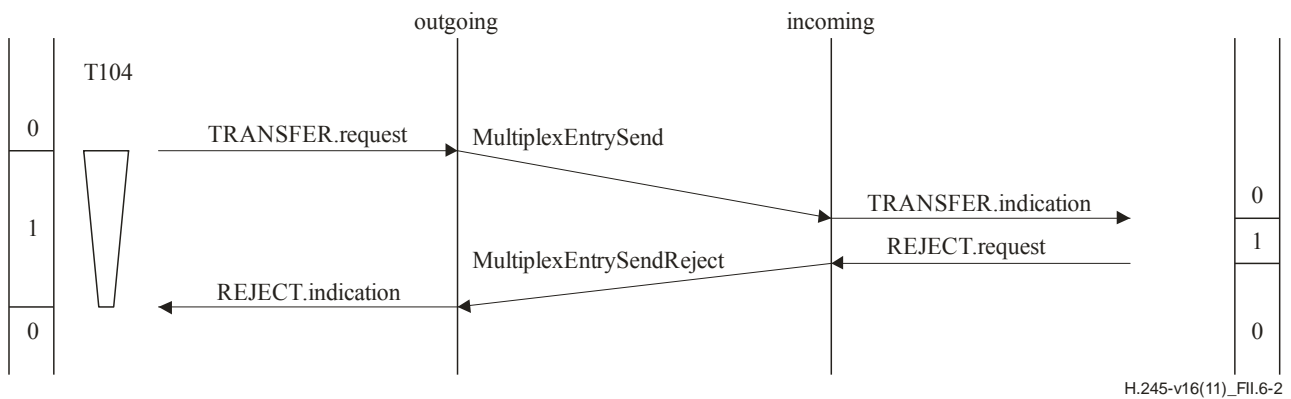 outgoing
incoming
T104
0
TRANSFER.request
MultiplexEntrySend
0
TRANSFER.indication
1
1
REJECT.request
MultiplexEntrySendReject
REJECT.indication
0
0
H.245-v16(11)_FII.6-2